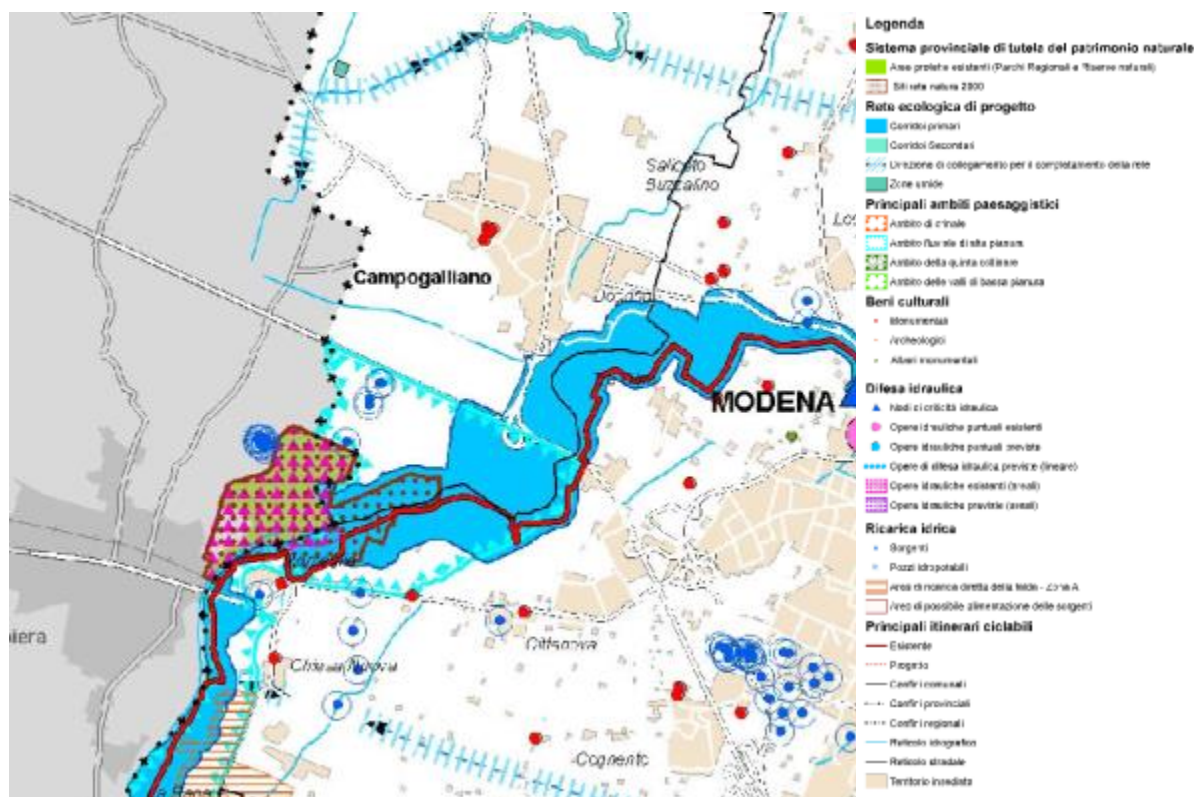 Saliceto
Buzzalino
Campogalliano
MODENA
Cittanova
Chiesa Nuova
Cognento
Legenda
Sistema provinciale di tutela del patrimonio naturale
Aree protette esistenti (Parchi Regionali e Riserve naturali)
Siti rete natura 2000
Rete ecologica di progetto
Corridoi primari
Corridoi Secondari
Direzione di collegamento per il completamento della rete
Zone umide
Principali ambiti paesaggistici
Ambito di crinale
Ambito fluviale di alta pianura
Ambito della quinta collinare
Ambito delle valli di bassa pianura
Beni culturali
Monumentali
Archeologici
Alberi monumentali
Difesa idraulica
Nodi di criticità idraulica
Opere idrauliche puntuali esistenti
Opere idrauliche puntuali previste
Opere di difesa idraulica previste (lineare)
Opere idrauliche esistenti (areali)
Opere idrauliche previste (areali)
Ricarica idrica
Sorgenti
Pozzi idropotabili
Area di ricarica diretta della falda - Zona A
Aree di possibile alimentazione delle sorgenti
Principali itinerari ciclabili
Esistente
Progetto
Confini comunali
Confini provinciali
Confini regionali
Reticolo idrografico
Reticolo stradale
Territorio insediato